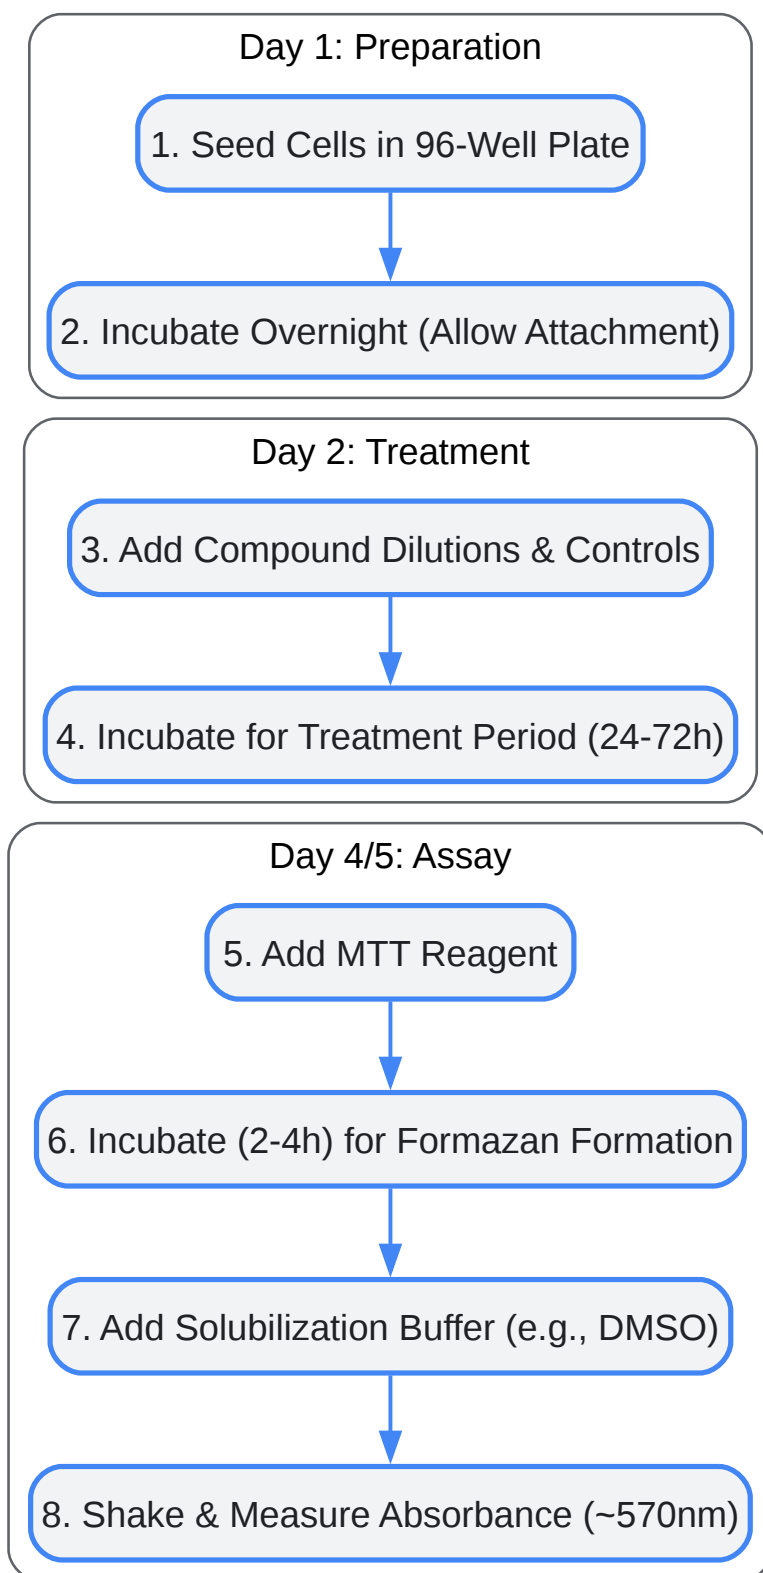 Day 1: Preparation
1. Seed Cells in 96-Well Plate
2. Incubate Overnight (Allow Attachment)
Day 2: Treatment
3. Add Compound Dilutions & Controls
4. Incubate for Treatment Period (24-72h)
Day 4/5: Assay
5. Add MTT Reagent
6. Incubate (2-4h) for Formazan Formation
7. Add Solubilization Buffer (e.g., DMSO)
8. Shake & Measure Absorbance (~570nm)